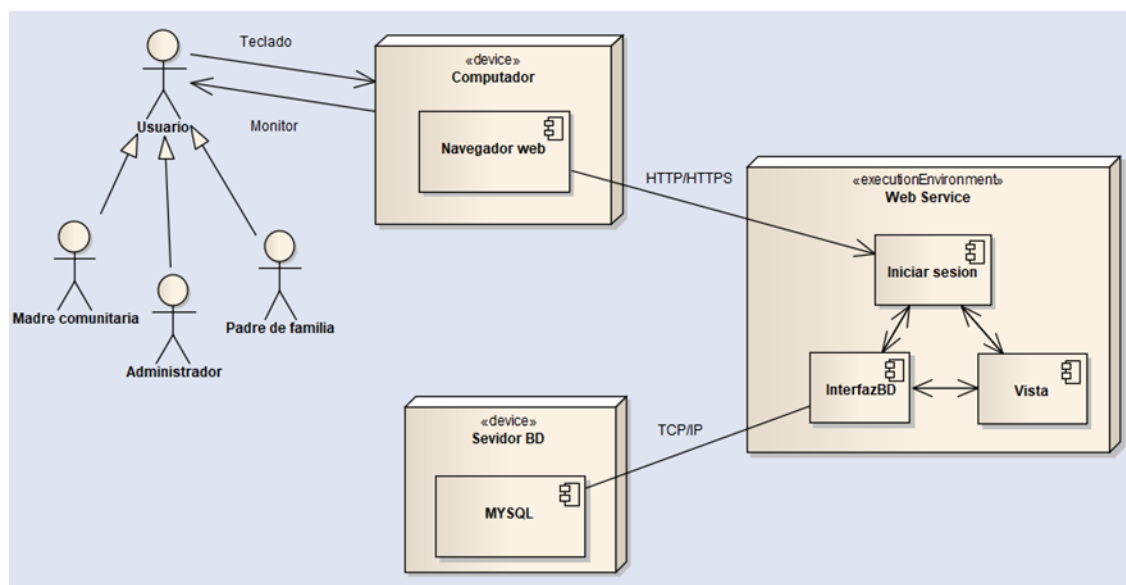 Teclado
Monitor
Usuario
Madre comunitaria
Administrador
Padre de familia
«device»
Computador
Navegador web
HTTP/HTTPS
«executionEnvironment»
Web Service
Iniciar sesion
InterfazBD
Vista
TCP/IP
«device»
Sevidor BD
MYSQL